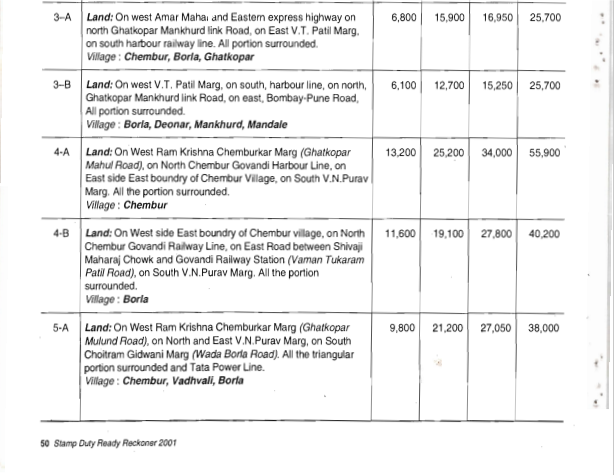 3–A Land: On west Amar Mahal and Eastern express highway on 6,800 15,900 16,950 25,700
north Ghatkopar Mankhurd link Road, on East V.T. Patil Marg,
on south harbour railway line. All portion surrounded.
Village : Chembur, Borla, Ghatkopar
3–B Land: On west V.T. Patil Marg, on south, harbour line, on north, 6,100 12,700 15,250 25,700
Ghatkopar Mankhurd link Road, on east, Bombay-Pune Road,
All portion surrounded.
Village : Borla, Deonar, Mankhurd, Mandale
4-A Land: On West Ram Krishna Chemburkar Marg (Ghatkopar 13,200 25,200 34,000 55,900
Mahul Road), on North Chembur Govandi Harbour Line, on
East side East boundry of Chembur Village, on South V.N.Purav
Marg. All the portion surrounded.
Village : Chembur
4-B Land: On West side East boundry of Chembur village, on North 11,600 19,100 27,800 40,200
Chembur Govandi Railway Line, on East Road between Shivaji
Maharaj Chowk and Govandi Railway Station (Vaman Tukaram
Patil Road), on South V.N.Purav Marg. All the portion
surrounded.
Village : Borla
5-A Land: On West Ram Krishna Chemburkar Marg (Ghatkopar 9,800 21,200 27,050 38,000
Mulund Road), on North and East V.N.Purav Marg, on South
Choitram Gidwani Marg (Wada Borla Road). All the triangular
portion surrounded and Tata Power Line.
Village : Chembur, Vadhvali, Borla
50 Stamp Duty Ready Reckoner 2001